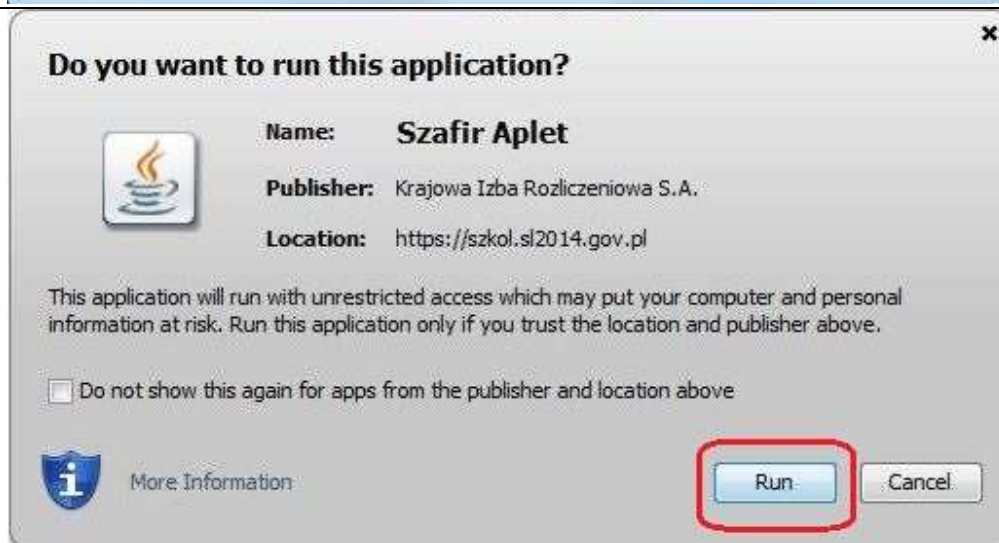 Do you want to run this application?
Name: Szafir Aplet
Publisher: Krajowa Izba Rozliczeniowa S.A.
Location: https://szkol.sl2014.gov.pl
This application will run with unrestricted access which may put your computer and personal
information at risk. Run this application only if you trust the location and publisher above.
Do not show this again for apps from the publisher and location above
More Information
Run Cancel